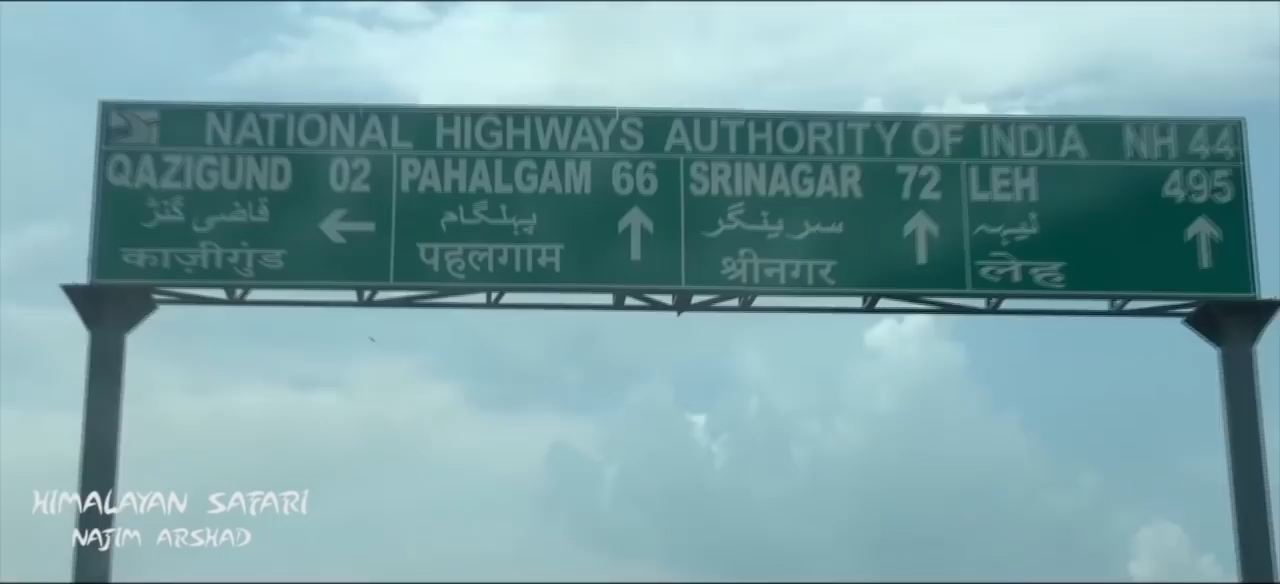 NATIONAL HIGHWAYS AUTHORITY OF INDIA NH 44
QAZIGUND 02
قاضی گنڑ
काज़ीगुंड
PAHALGAM 66
پہلگام
पहलगाम
SRINAGAR 72
سرینگر
श्रीनगर
LEH 495
لیہہ
लेह
HIMALAYAN SAFARI
NAJIM ARSHAD